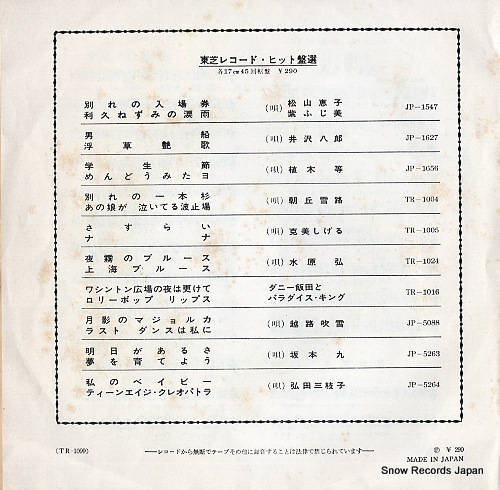 東芝レコード・ヒット盤選
各17cm45回転盤 ￥290
別れの入場券 (唄) 松山恵子 JP-1547
利久ねずみの涙雨 紫ふじ美
男船 (唄) 井沢八郎 JP-1627
浮草艶歌
学生節 (唄) 植木等 JP-1656
めんどうみたヨ
別れの一本杉 (唄) 朝丘雪路 TR-1004
あの娘が 泣いてる波止場
さすらい (唄) 克美しげる TR-1005
ナナ
夜霧のブルース (唄) 水原弘 TR-1024
上海ブルース
ワシントン広場の夜は更けて ダニー飯田と TR-1016
ロリーポップ リップス パラダイス・キング
月影のマジョルカ (唄) 越路吹雪 JP-5088
ラスト ダンスは私に
明日があるさ (唄) 坂本九 JP-5263
夢を育てよう
私のベイビー (唄) 弘田三枝子 JP-5264
ティーンエイジ・クレオパトラ
(TR-1090) ──レコードから無断でテープその他に録音することは法律で禁じられています── Ⓟ ￥290
MADE IN JAPAN
Snow Records Japan